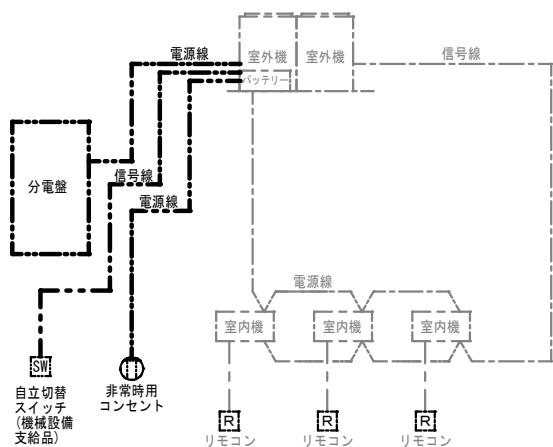 電源線
室外機
室外機
信号線
バッテリー
分電盤
信号線
電源線
電源線
室内機
室内機
室内機
SW
自立切替
スイッチ
(機械設備
支給品)
非常時用
コンセント
R
R
R
リモコン
リモコン
リモコン